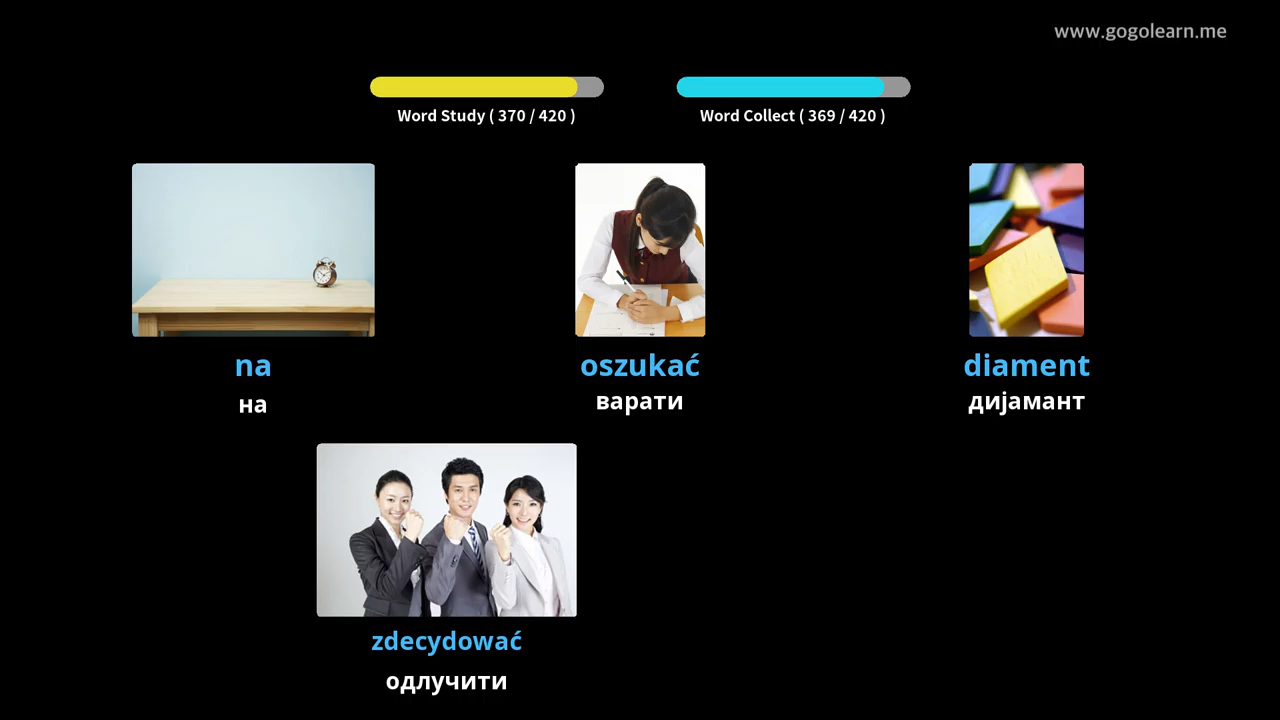 www.gogolearn.me
Word Study ( 370 / 420 )
Word Collect ( 369 / 420 )
na
на
oszukać
варати
diament
дијамант
zdecydować
одлучити